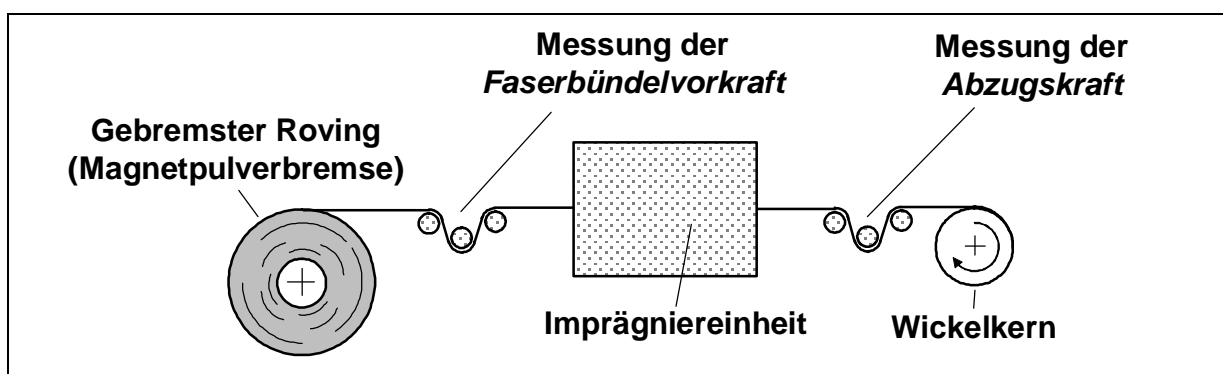 Messung der
Faserbündelvorkraft
Messung der
Abzugskraft
Gebremster Roving
(Magnetpulverbremse)
Imprägniereinheit
Wickelkern